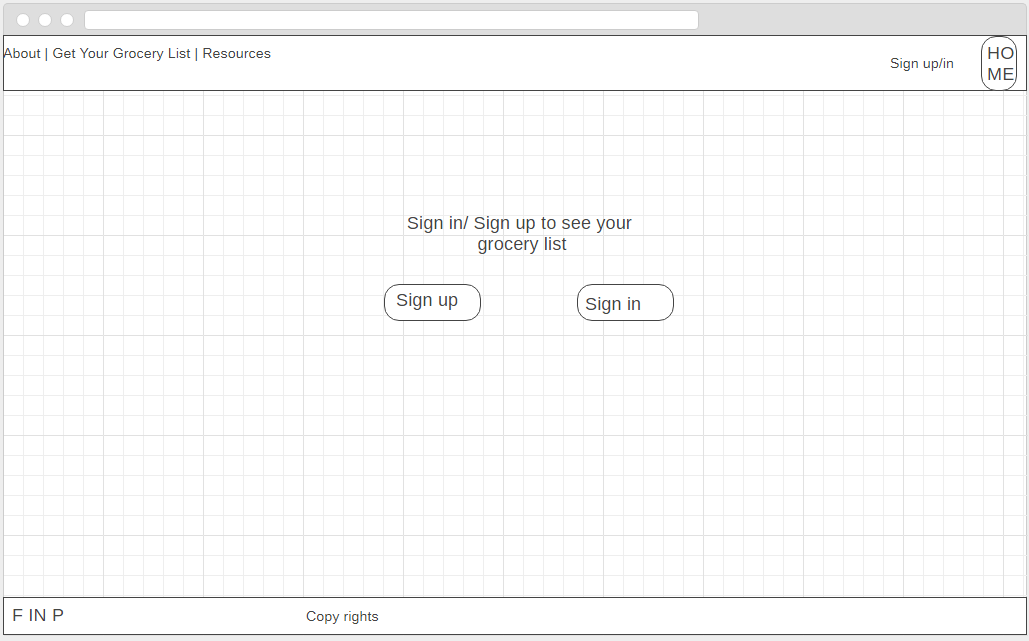 About | Get Your Grocery List | Resources
Sign up/in
HO
ME
Sign in/ Sign up to see your
grocery list
Sign up
Sign in
F IN P
Copy rights